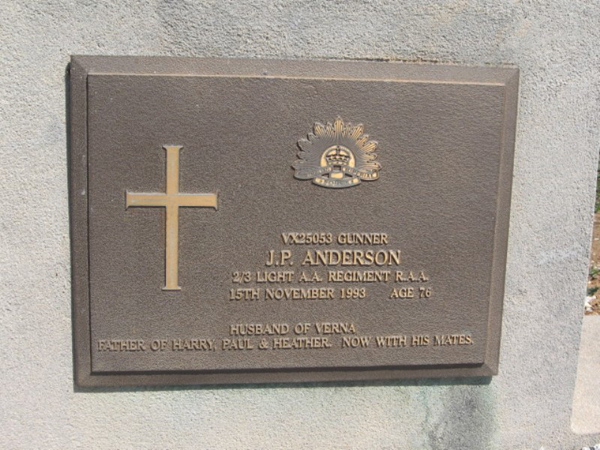 VX25053 GUNNER
J.P. ANDERSON
2/3 LIGHT A.A. REGIMENT R.A.A.
15TH NOVEMBER 1993 AGE 76
HUSBAND OF VERNA
FATHER OF HARRY, PAUL & HEATHER. NOW WITH HIS MATES.